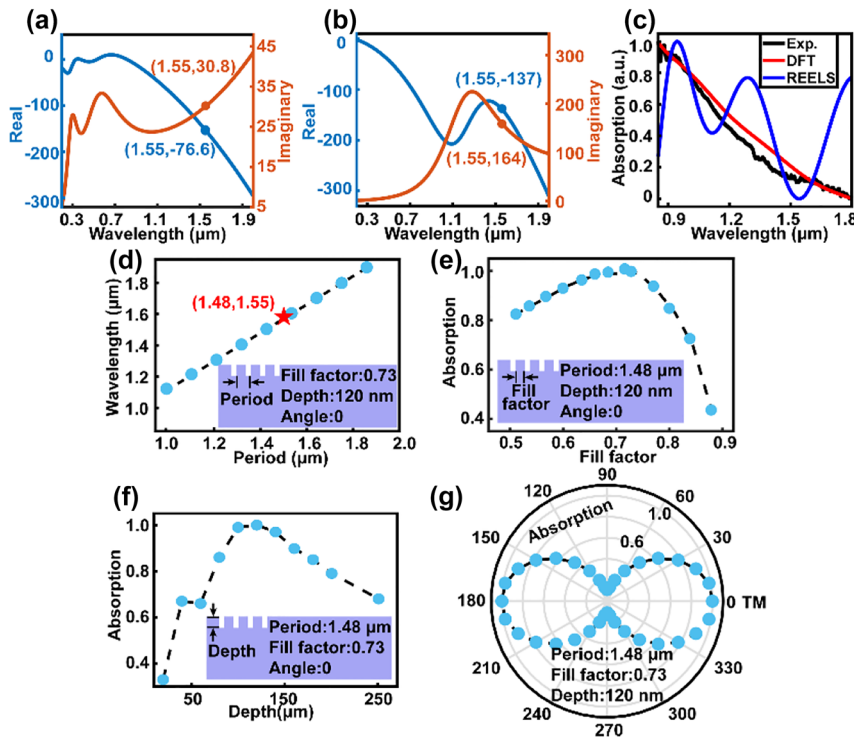 (a)
0
-100
-200
-300
Real
45
35
25
15
5
Imaginary
(1.55,30.8)
(1.55,-76.6)
0.3 0.7 1.1 1.5 1.9
Wavelength (μm)
(b)
0
-100
-200
-300
Real
300
200
100
0
Imaginary
(1.55,-137)
(1.55,164)
0.3 0.7 1.1 1.5 1.9
Wavelength (μm)
(c)
Exp.
DFT
REELS
1.0
0.8
0.6
0.4
0.2
0
Absorption (a.u.)
0.9 1.2 1.5 1.8
Wavelength (μm)
(d)
1.8
1.6
1.4
1.2
1.0
Wavelength (μm)
(1.48,1.55)
Period
Fill factor:0.73
Depth:120 nm
Angle:0
1.0 1.2 1.4 1.6 1.8 2.0
Period (μm)
(e)
1.0
0.8
0.6
0.4
Absorption
Fill
factor
Period:1.48 μm
Depth:120 nm
Angle:0
0.5 0.6 0.7 0.8 0.9
Fill factor
(f)
1.0
0.8
0.6
0.4
Absorption
Depth
Period:1.48 μm
Fill factor:0.73
Angle:0
50 150 250
Depth(μm)
(g)
90
120 60
150 30
180 0 TM
210 330
240 300
270
Absorption
1.0
0.6
Period:1.48 μm
Fill factor:0.73
Depth:120 nm